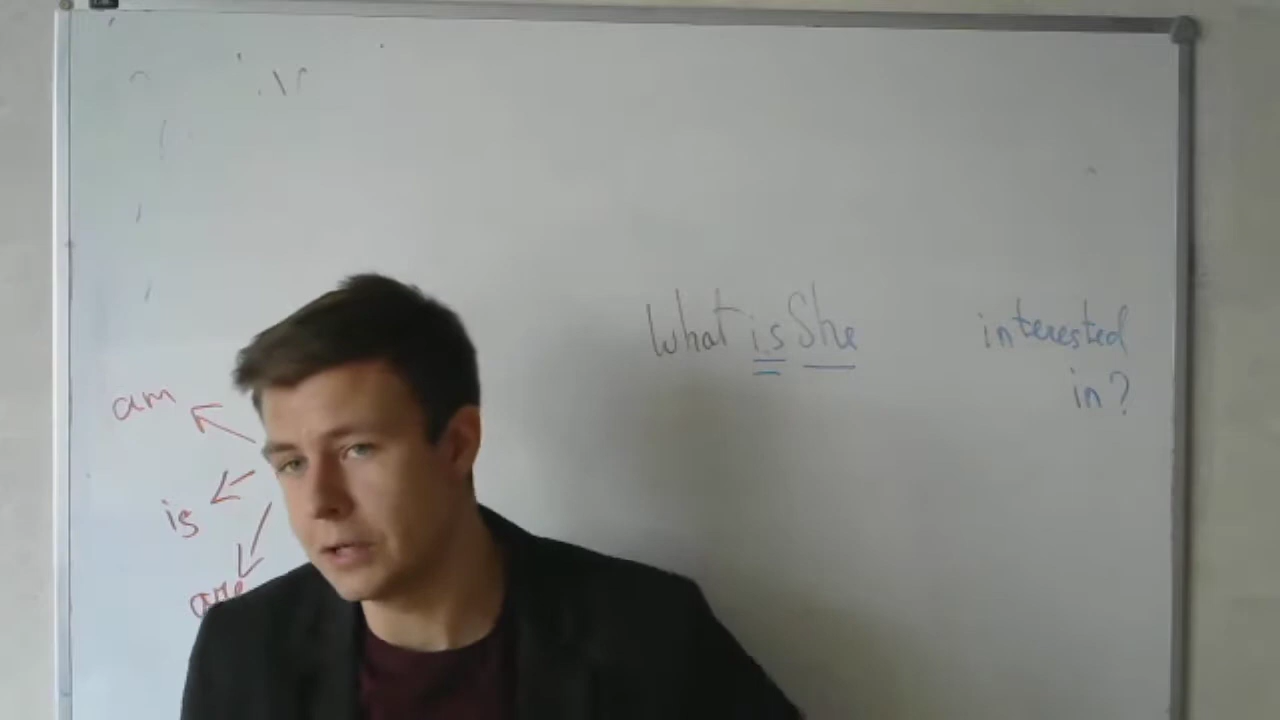 What is She interested
in?
am
is
are